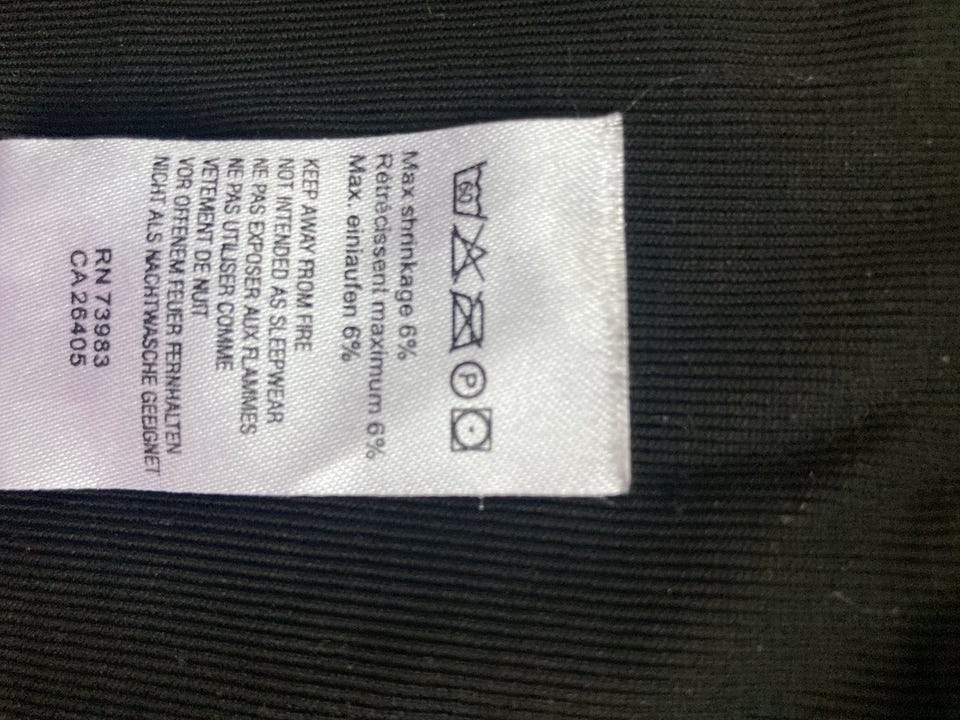 60 P
Max shrinkage 6%
Rétrécissent maximum 6%
Max. einlaufen 6%
KEEP AWAY FROM FIRE
NOT INTENDED AS SLEEPWEAR
NE PAS EXPOSER AUX FLAMMES
NE PAS UTILISER COMME
VETEMENT DE NUIT
VOR OFFENEM FEUER FERNHALTEN
NICHT ALS NACHTWASCHE GEEIGNET
RN 73983
CA 26405